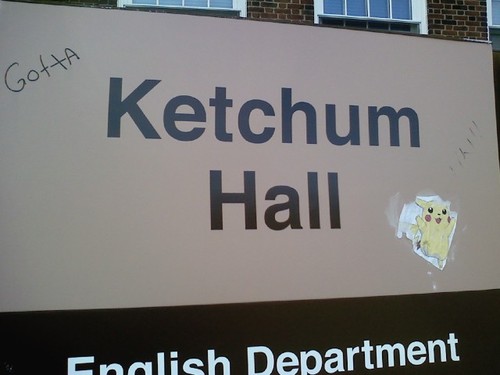 Gotta
Ketchum
Hall
English Department